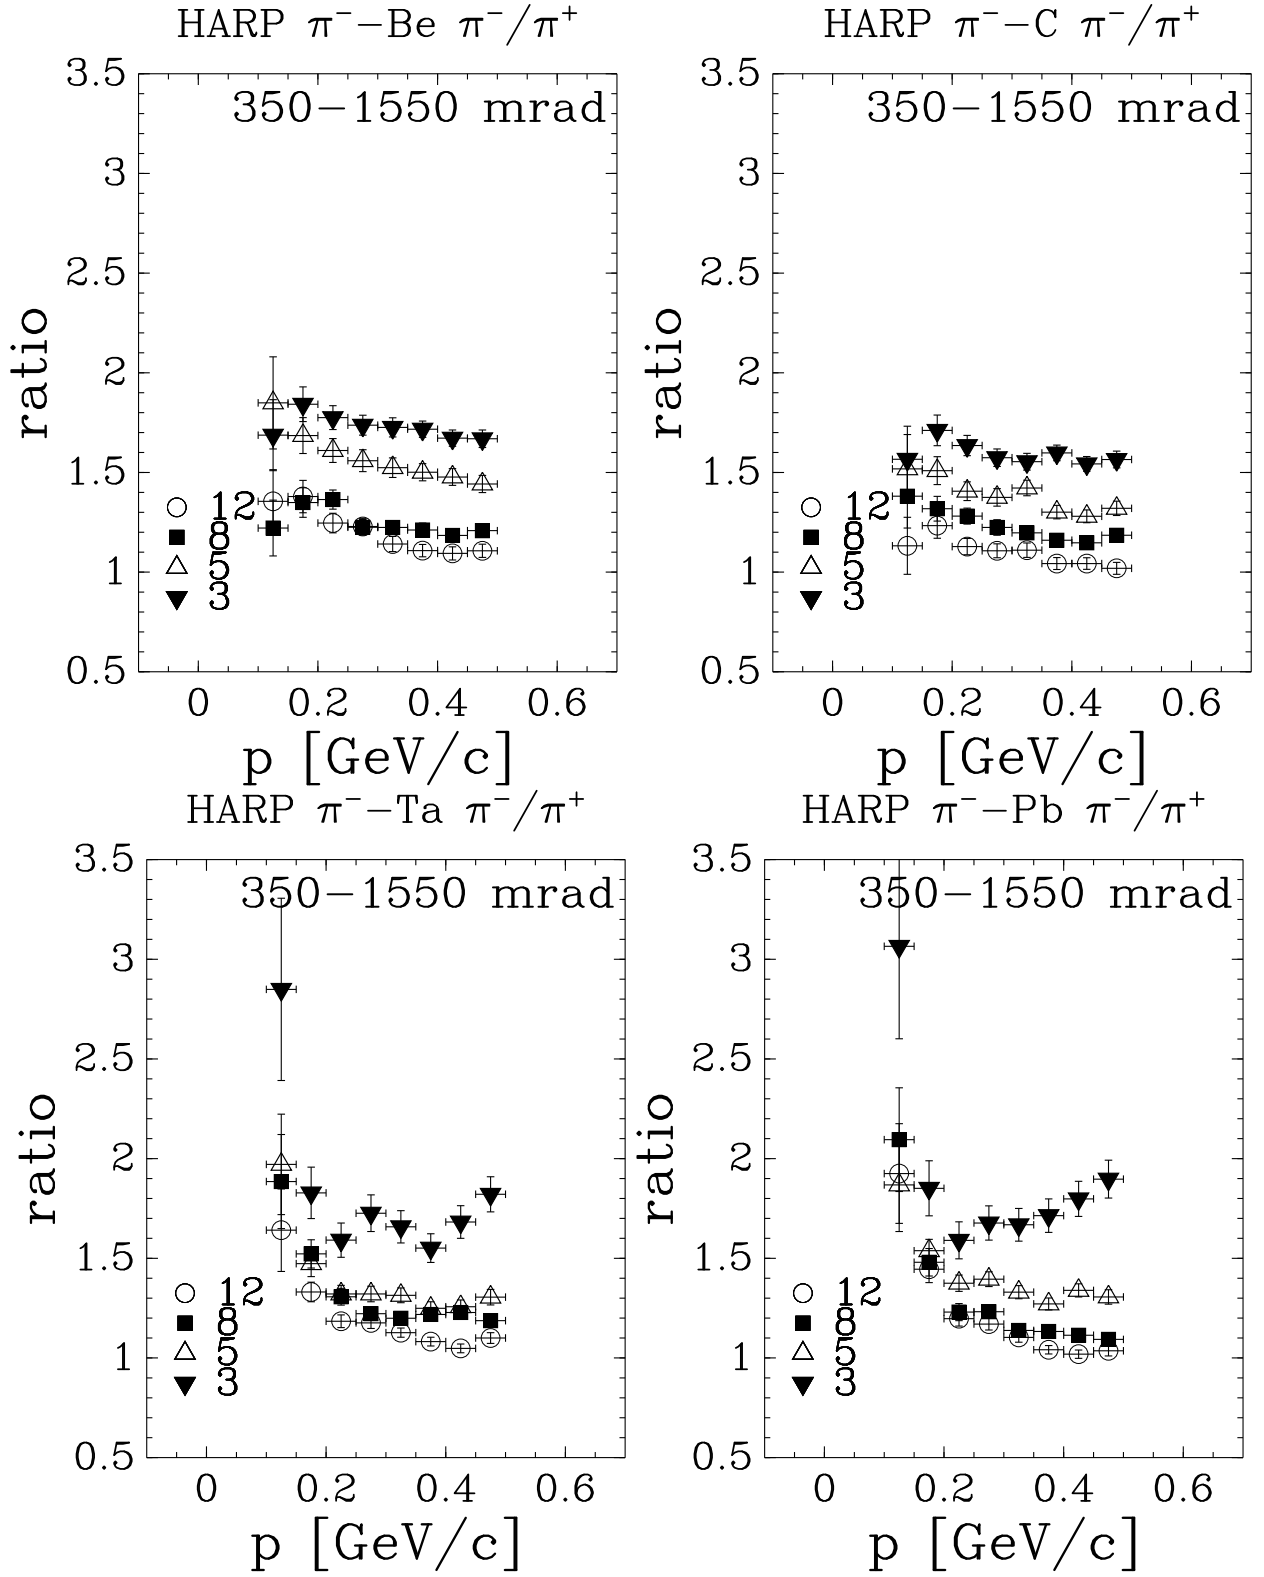 HARP π⁻−Be π⁻/π⁺
350−1550 mrad
3.5
3
2.5
2
1.5
1
0.5
ratio
12
8
5
3
0 0.2 0.4 0.6
p [GeV/c]
HARP π⁻−C π⁻/π⁺
350−1550 mrad
3.5
3
2.5
2
1.5
1
0.5
ratio
12
8
5
3
0 0.2 0.4 0.6
p [GeV/c]
HARP π⁻−Ta π⁻/π⁺
350−1550 mrad
3.5
3
2.5
2
1.5
1
0.5
ratio
12
8
5
3
0 0.2 0.4 0.6
p [GeV/c]
HARP π⁻−Pb π⁻/π⁺
350−1550 mrad
3.5
3
2.5
2
1.5
1
0.5
ratio
12
8
5
3
0 0.2 0.4 0.6
p [GeV/c]